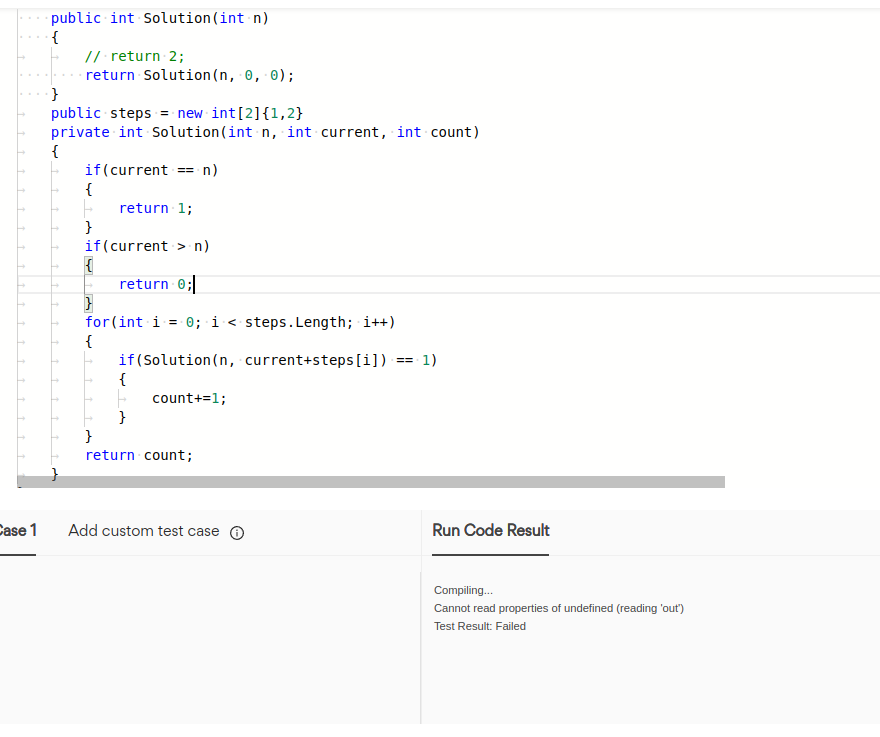 public int Solution(int n)
{
// return 2;
return Solution(n, 0, 0);
}
public steps = new int[2]{1,2}
private int Solution(int n, int current, int count)
{
if(current == n)
{
return 1;
}
if(current > n)
{
return 0;
}
for(int i = 0; i < steps.Length; i++)
{
if(Solution(n, current+steps[i]) == 1)
{
count+=1;
}
}
return count;
}
Case 1 Add custom test case Run Code Result
Compiling...
Cannot read properties of undefined (reading 'out')
Test Result: Failed